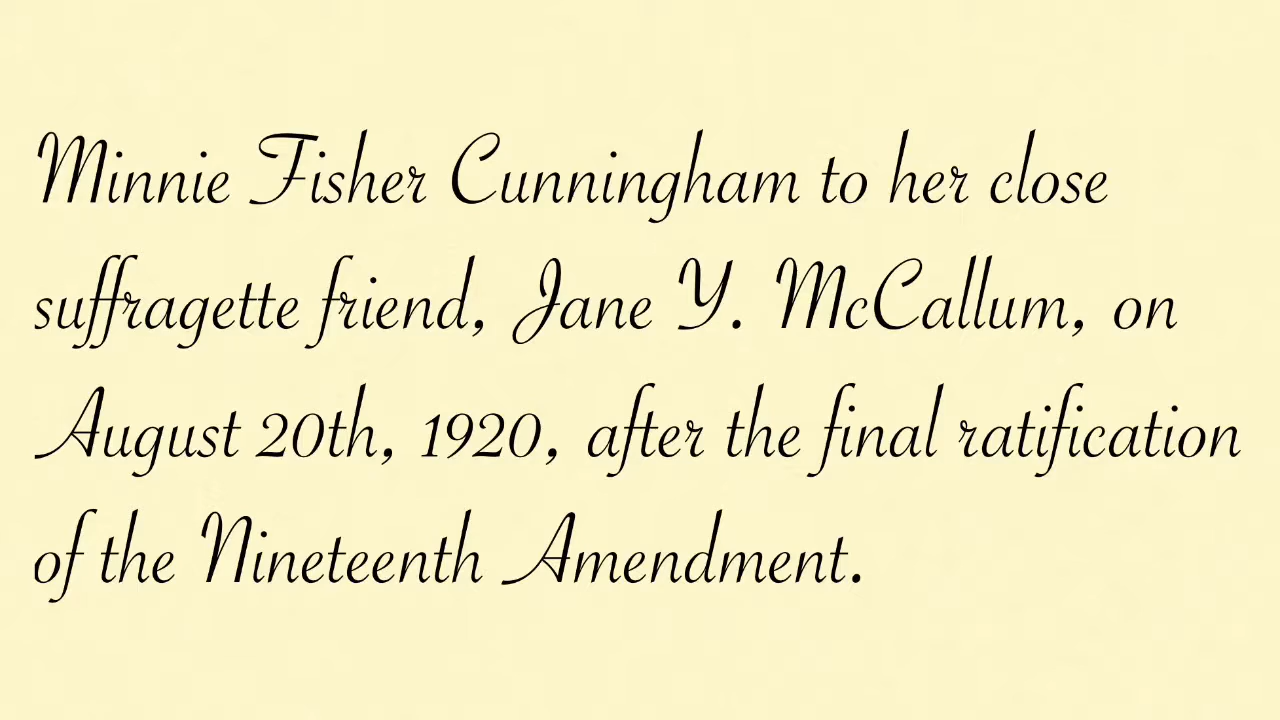 Minnie Fisher Cunningham to her close
suffragette friend, Jane Y. McCallum, on
August 20th, 1920, after the final ratification
of the Nineteenth Amendment.